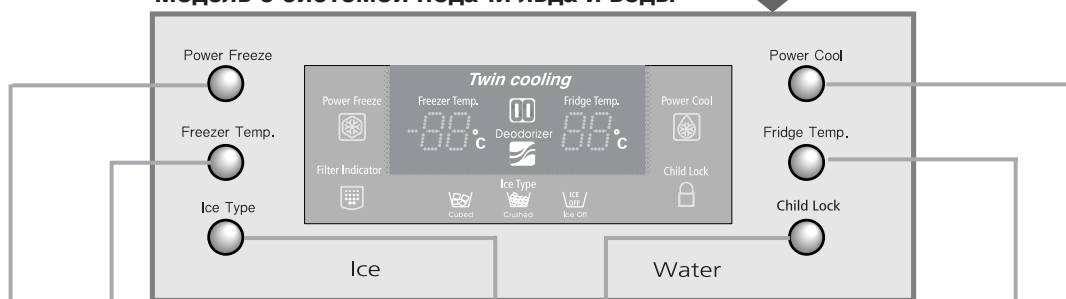 Модель с системой подачи льда и воды
Power Freeze
Power Cool
Twin cooling
Power Freeze
Freezer Temp.
Fridge Temp.
Power Cool
Freezer Temp.
-88°C
Deodorizer
88°C
Fridge Temp.
Filter Indicator
Ice Type
Child Lock
ICE OFF
Cubed
Crushed
Ice Off
Ice Type
Child Lock
Ice
Water